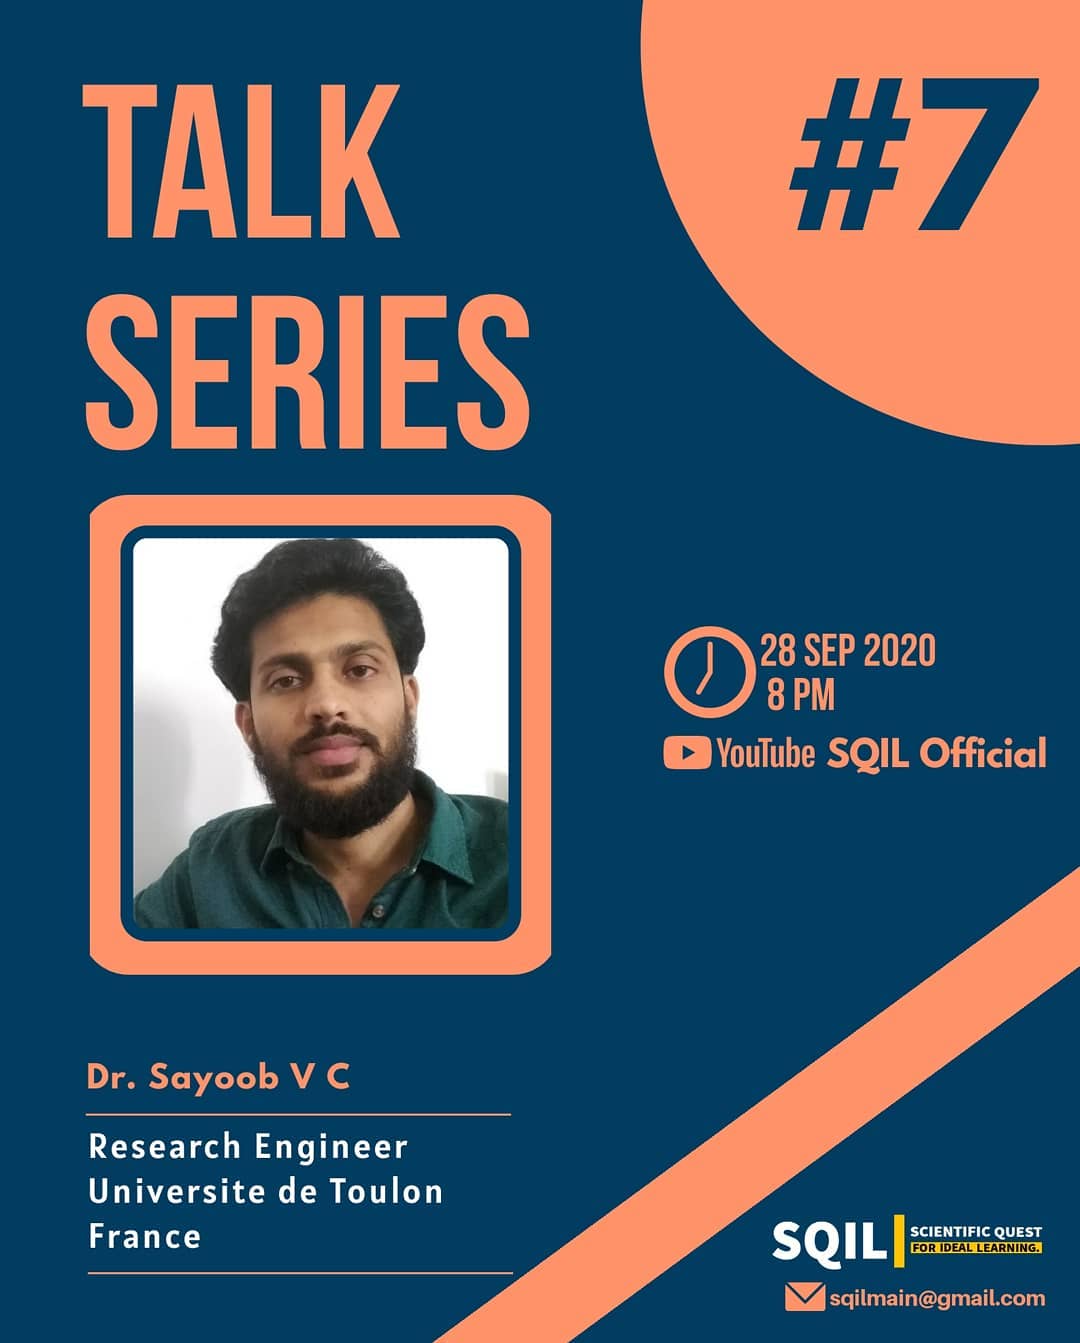 TALK
SERIES
#7
28 SEP 2020
8 PM
YouTube SQIL Official
Dr. Sayoob V C
Research Engineer
Universite de Toulon
France
SQIL
SCIENTIFIC QUEST
FOR IDEAL LEARNING.
sqilmain@gmail.com